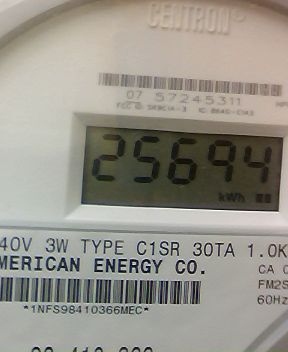 CENTRON®
07 57245311
25694
kWh
40V 3W TYPE C1SR 30TA 1.0K
MERICAN ENERGY CO.
CA
FM2S
60Hz
*1NFS98410366MEC*